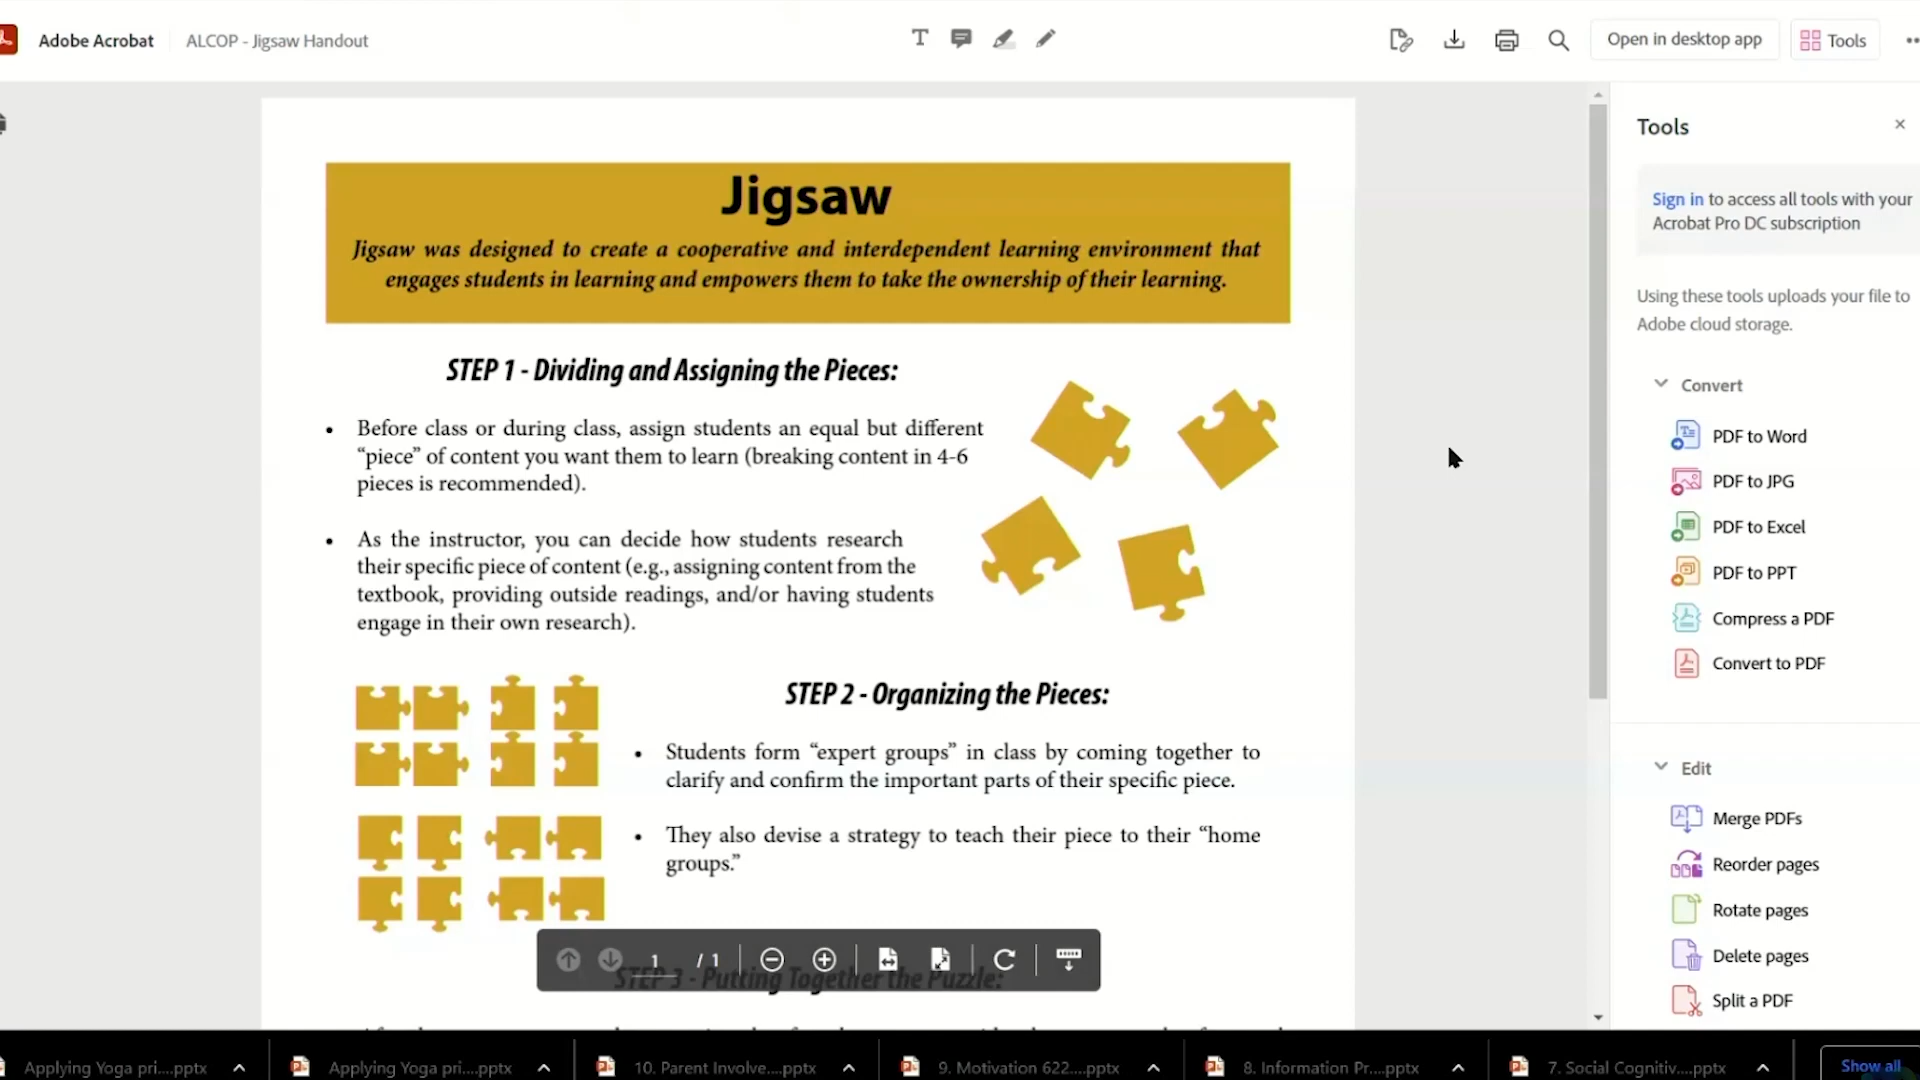 Adobe Acrobat
ALCOP - Jigsaw Handout
Open in desktop app
Tools
Jigsaw
Jigsaw was designed to create a cooperative and interdependent learning environment that
engages students in learning and empowers them to take the ownership of their learning.
STEP 1 - Dividing and Assigning the Pieces:
• Before class or during class, assign students an equal but different
“piece” of content you want them to learn (breaking content in 4-6
pieces is recommended).
• As the instructor, you can decide how students research
their specific piece of content (e.g., assigning content from the
textbook, providing outside readings, and/or having students
engage in their own research).
STEP 2 - Organizing the Pieces:
• Students form “expert groups” in class by coming together to
clarify and confirm the important parts of their specific piece.
• They also devise a strategy to teach their piece to their “home
groups.”
1 / 1
STEP 3 - Putting Together the Puzzle:
Tools
Sign in to access all tools with your
Acrobat Pro DC subscription
Using these tools uploads your file to
Adobe cloud storage.
Convert
PDF to Word
PDF to JPG
PDF to Excel
PDF to PPT
Compress a PDF
Convert to PDF
Edit
Merge PDFs
Reorder pages
Rotate pages
Delete pages
Split a PDF
Applying Yoga pri....pptx
Applying Yoga pri....pptx
10. Parent Involve....pptx
9. Motivation 622....pptx
8. Information Pr....pptx
7. Social Cognitiv....pptx
Show all